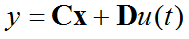 y = Cx + Du(t)